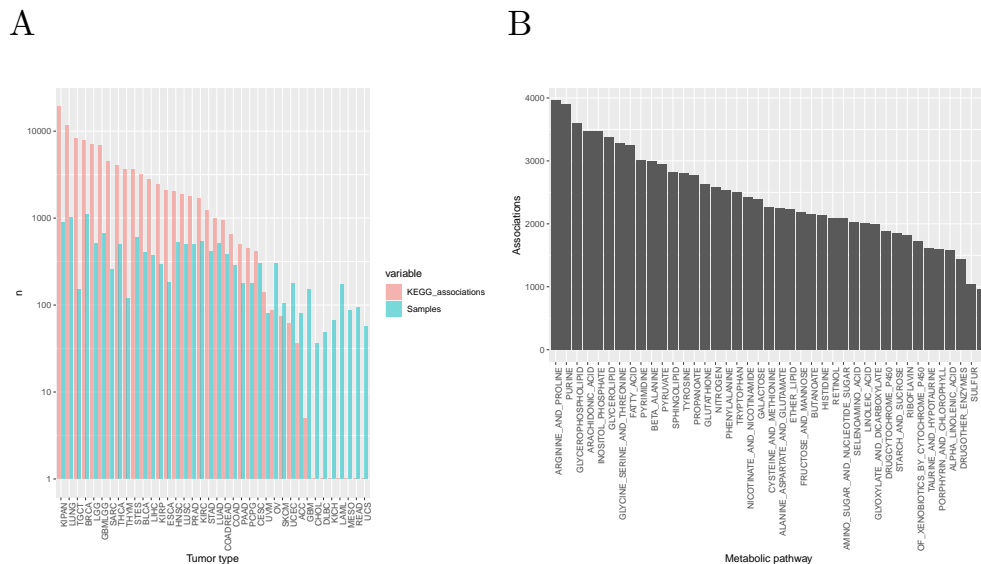 A
B
10000
1000
100
10
1
n
KIPAN
LUNG
TGCT
BRCA
LGG
GBMLGG
SARC
THCA
THYM
STES
BLCA
LIHC
KIRP
ESCA
HNSC
LUSC
PRAD
KIRC
STAD
LUAD
COADREAD
COAD
PAAD
PCPG
CESC
UVM
OV
SKCM
UCEC
ACC
GBM
CHOL
DLBC
KICH
LAML
MESO
READ
UCS
Tumor type
variable
KEGG_associations
Samples
4000
3000
2000
1000
0
Associations
ARGININE_AND_PROLINE
PURINE
GLYCEROPHOSPHOLIPID
ARACHIDONIC_ACID
INOSITOL_PHOSPHATE
GLYCEROLIPID
GLYCINE_SERINE_AND_THREONINE
FATTY_ACID
PYRIMIDINE
BETA_ALANINE
PYRUVATE
SPHINGOLIPID
TYROSINE
PROPANOATE
GLUTATHIONE
NITROGEN
PHENYLALANINE
TRYPTOPHAN
NICOTINATE_AND_NICOTINAMIDE
GALACTOSE
CYSTEINE_AND_METHIONINE
ALANINE_ASPARTATE_AND_GLUTAMATE
ETHER_LIPID
FRUCTOSE_AND_MANNOSE
BUTANOATE
HISTIDINE
RETINOL
AMINO_SUGAR_AND_NUCLEOTIDE_SUGAR
SELENOAMINO_ACID
LINOLEIC_ACID
GLYOXYLATE_AND_DICARBOXYLATE
DRUGCYTOCHROME_P450
STARCH_AND_SUCROSE
RIBOFLAVIN
OF_XENOBIOTICS_BY_CYTOCHROME_P450
TAURINE_AND_HYPOTAURINE
PORPHYRIN_AND_CHLOROPHYLL
ALPHA_LINOLENIC_ACID
DRUGOTHER_ENZYMES
SULFUR
Metabolic pathway